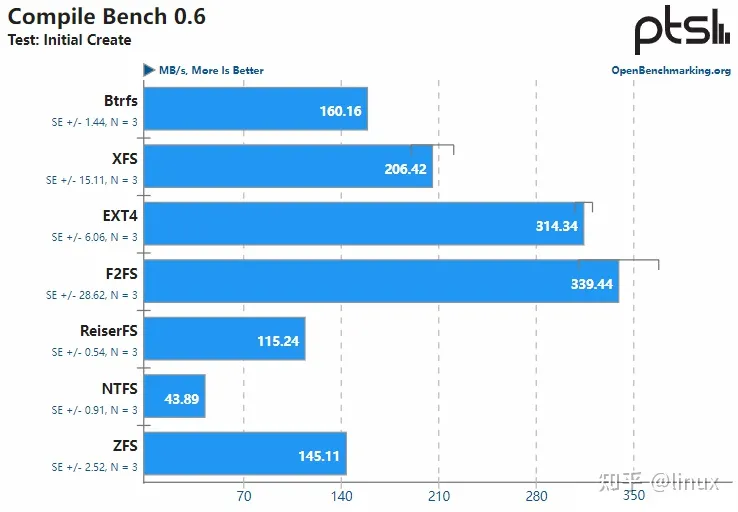 Compile Bench 0.6
Test: Initial Create
ptsl
MB/s, More Is Better
OpenBenchmarking.org
Btrfs
SE +/- 1.44, N = 3
160.16
XFS
SE +/- 15.11, N = 3
206.42
EXT4
SE +/- 6.06, N = 3
314.34
F2FS
SE +/- 28.62, N = 3
339.44
ReiserFS
SE +/- 0.54, N = 3
115.24
NTFS
SE +/- 0.91, N = 3
43.89
ZFS
SE +/- 2.52, N = 3
145.11
知乎 @linux
70 140 210 280 350